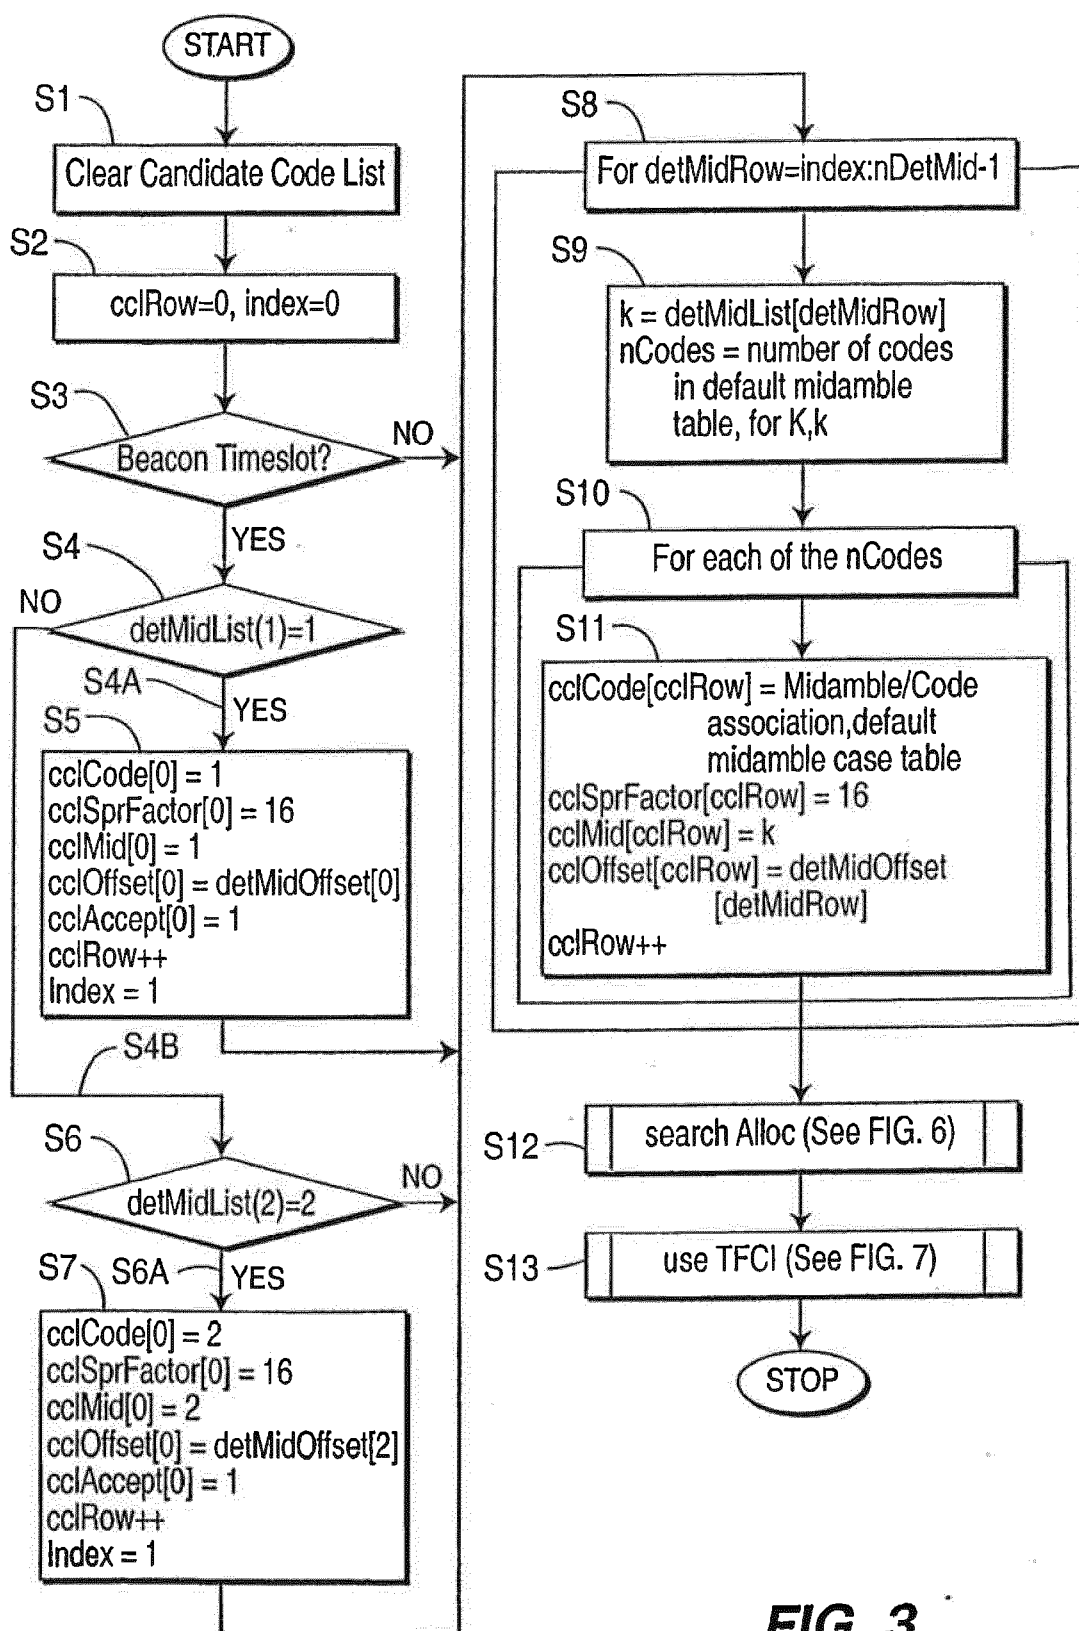 START
S1
Clear Candidate Code List
S2
cclRow=0, index=0
S3
Beacon Timeslot?
NO
YES
S4
NO
detMidList(1)=1
S4A
YES
S5
cclCode[0] = 1
cclSprFactor[0] = 16
cclMid[0] = 1
cclOffset[0] = detMidOffset[0]
cclAccept[0] = 1
cclRow++
Index = 1
S4B
S6
detMidList(2)=2
NO
S6A
YES
S7
cclCode[0] = 2
cclSprFactor[0] = 16
cclMid[0] = 2
cclOffset[0] = detMidOffset[2]
cclAccept[0] = 1
cclRow++
Index = 1
S8
For detMidRow=index:nDetMid-1
S9
k = detMidList[detMidRow]
nCodes = number of codes
in default midamble
table, for K,k
S10
For each of the nCodes
S11
cclCode[cclRow] = Midamble/Code
association,default
midamble case table
cclSprFactor[cclRow] = 16
cclMid[cclRow] = k
cclOffset[cclRow] = detMidOffset
[detMidRow]
cclRow++
S12
search Alloc (See FIG. 6)
S13
use TFCI (See FIG. 7)
STOP
FIG. 3